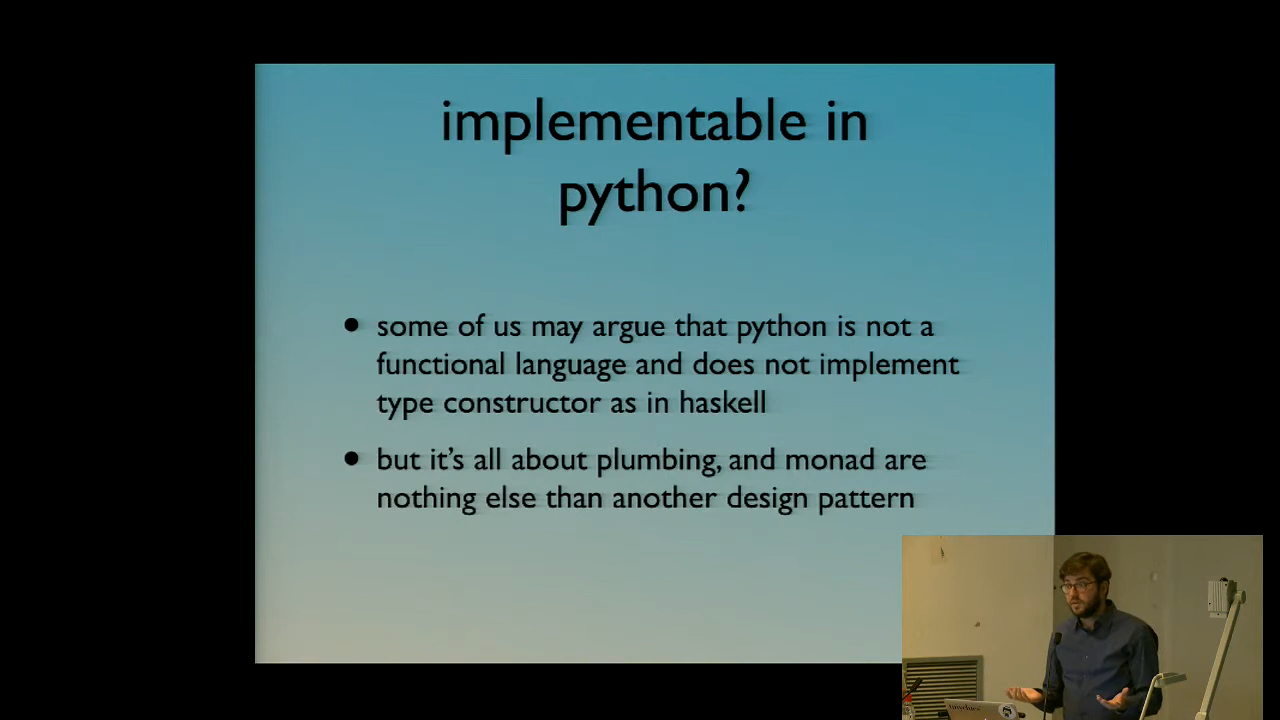 implementable in
python?
• some of us may argue that python is not a
functional language and does not implement
type constructor as in haskell
• but it's all about plumbing, and monad are
nothing else than another design pattern